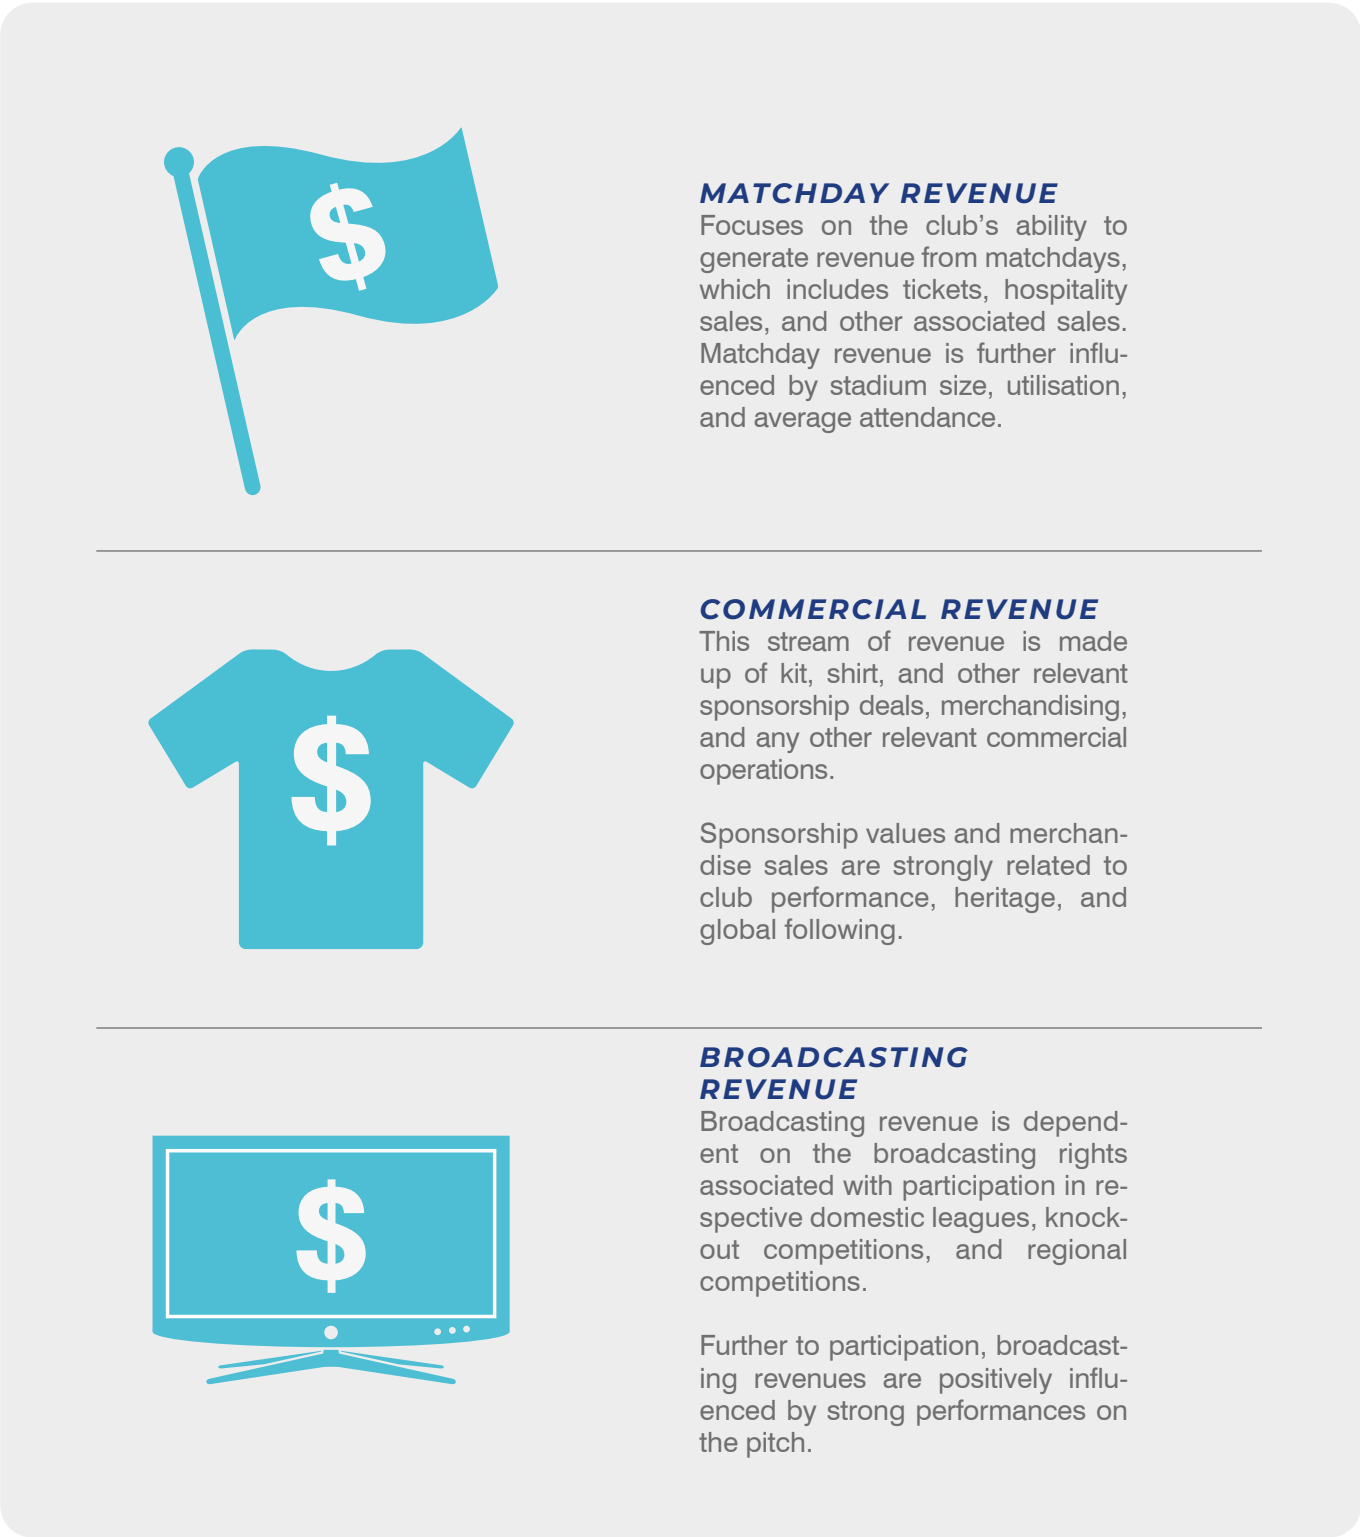 $
MATCHDAY REVENUE
Focuses on the club’s ability to
generate revenue from matchdays,
which includes tickets, hospitality
sales, and other associated sales.
Matchday revenue is further influ-
enced by stadium size, utilisation,
and average attendance.
$
COMMERCIAL REVENUE
This stream of revenue is made
up of kit, shirt, and other relevant
sponsorship deals, merchandising,
and any other relevant commercial
operations.
Sponsorship values and merchan-
dise sales are strongly related to
club performance, heritage, and
global following.
$
BROADCASTING
REVENUE
Broadcasting revenue is depend-
ent on the broadcasting rights
associated with participation in re-
spective domestic leagues, knock-
out competitions, and regional
competitions.
Further to participation, broadcast-
ing revenues are positively influ-
enced by strong performances on
the pitch.